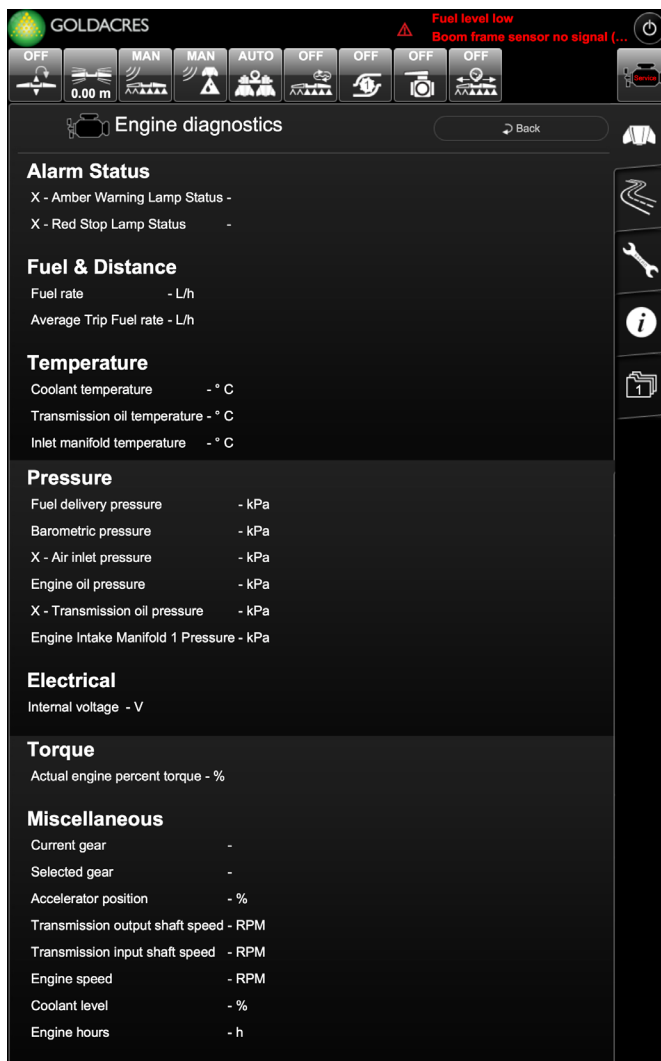 GOLDACRES
Fuel level low
Boom frame sensor no signal (...
OFF MAN MAN AUTO OFF OFF OFF OFF
0.00 m
Service
Engine diagnostics
Back
Alarm Status
X - Amber Warning Lamp Status -
X - Red Stop Lamp Status -
Fuel & Distance
Fuel rate - L/h
Average Trip Fuel rate - L/h
Temperature
Coolant temperature - ° C
Transmission oil temperature - ° C
Inlet manifold temperature - ° C
Pressure
Fuel delivery pressure - kPa
Barometric pressure - kPa
X - Air inlet pressure - kPa
Engine oil pressure - kPa
X - Transmission oil pressure - kPa
Engine Intake Manifold 1 Pressure - kPa
Electrical
Internal voltage - V
Torque
Actual engine percent torque - %
Miscellaneous
Current gear -
Selected gear -
Accelerator position - %
Transmission output shaft speed - RPM
Transmission input shaft speed - RPM
Engine speed - RPM
Coolant level - %
Engine hours - h
i
1